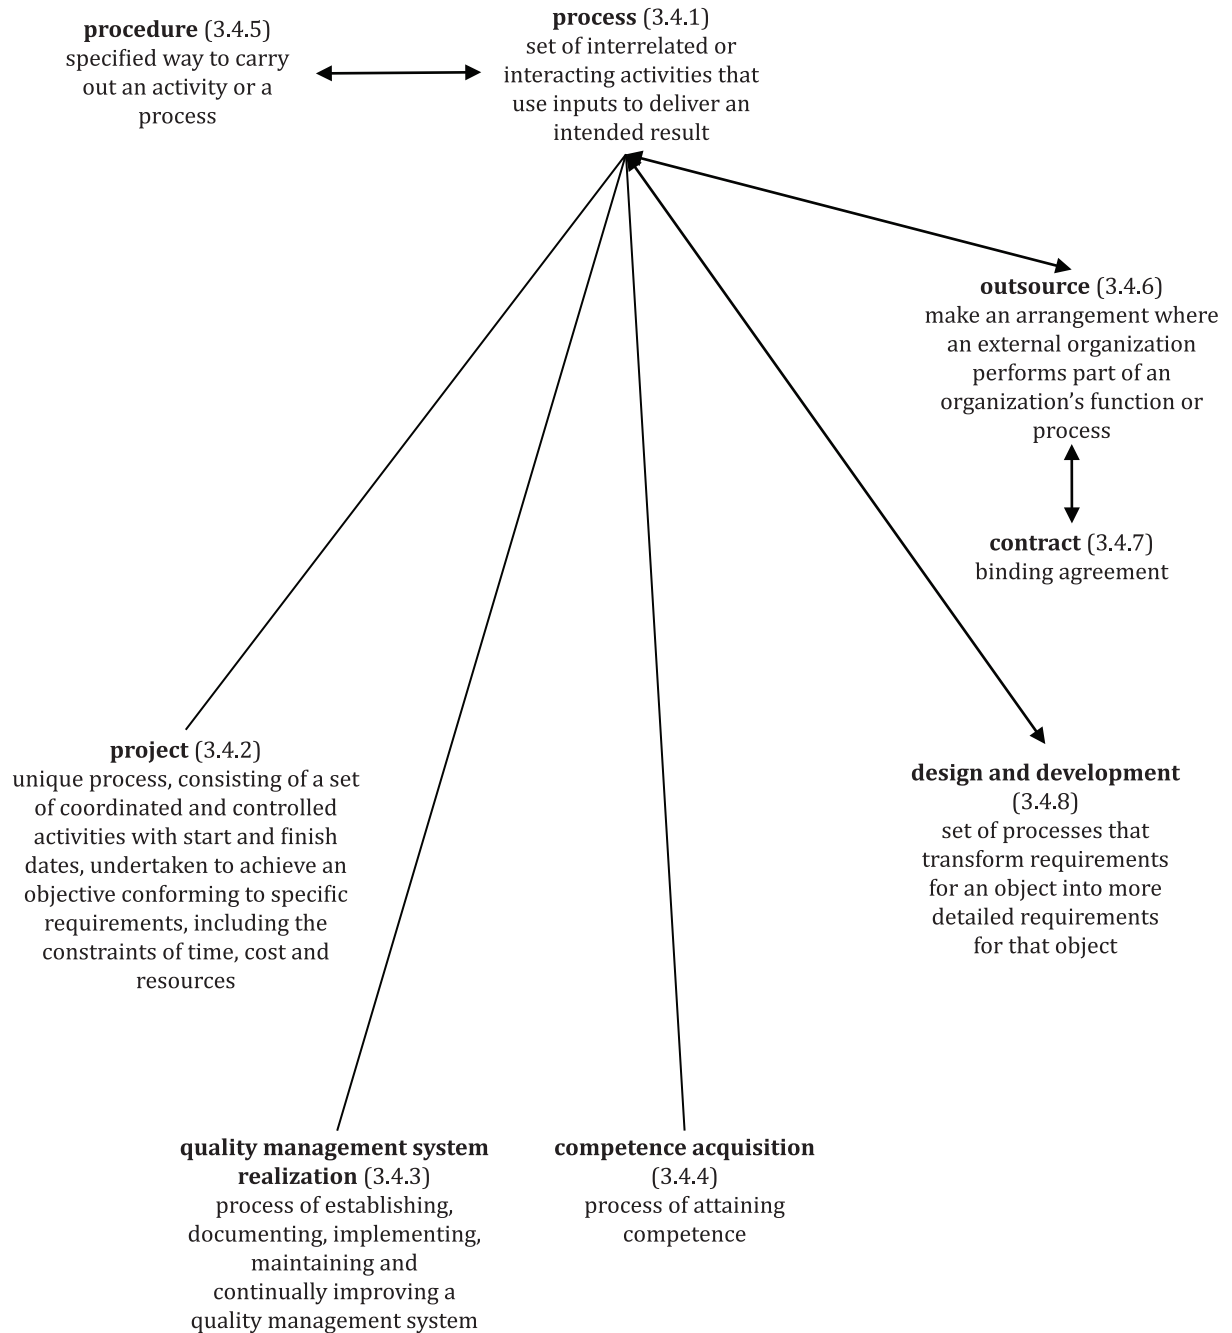 procedure (3.4.5)
specified way to carry
out an activity or a
process
process (3.4.1)
set of interrelated or
interacting activities that
use inputs to deliver an
intended result
outsource (3.4.6)
make an arrangement where
an external organization
performs part of an
organization’s function or
process
contract (3.4.7)
binding agreement
project (3.4.2)
unique process, consisting of a set
of coordinated and controlled
activities with start and finish
dates, undertaken to achieve an
objective conforming to specific
requirements, including the
constraints of time, cost and
resources
design and development
(3.4.8)
set of processes that
transform requirements
for an object into more
detailed requirements
for that object
quality management system
realization (3.4.3)
process of establishing,
documenting, implementing,
maintaining and
continually improving a
quality management system
competence acquisition
(3.4.4)
process of attaining
competence